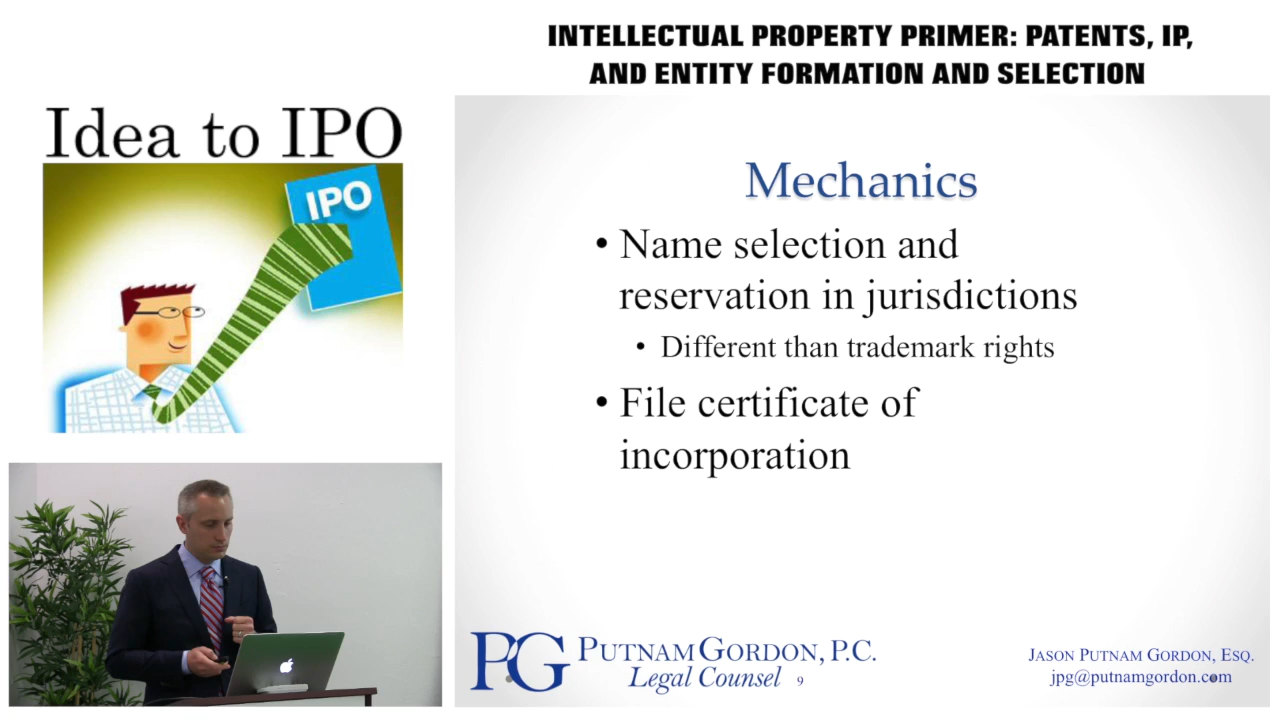 INTELLECTUAL PROPERTY PRIMER: PATENTS, IP,
AND ENTITY FORMATION AND SELECTION
Idea to IPO
IPO
Mechanics
• Name selection and
reservation in jurisdictions
• Different than trademark rights
• File certificate of
incorporation
PG
PUTNAM GORDON, P.C.
Legal Counsel
9
JASON PUTNAM GORDON, ESQ.
jpg@putnamgordon.com